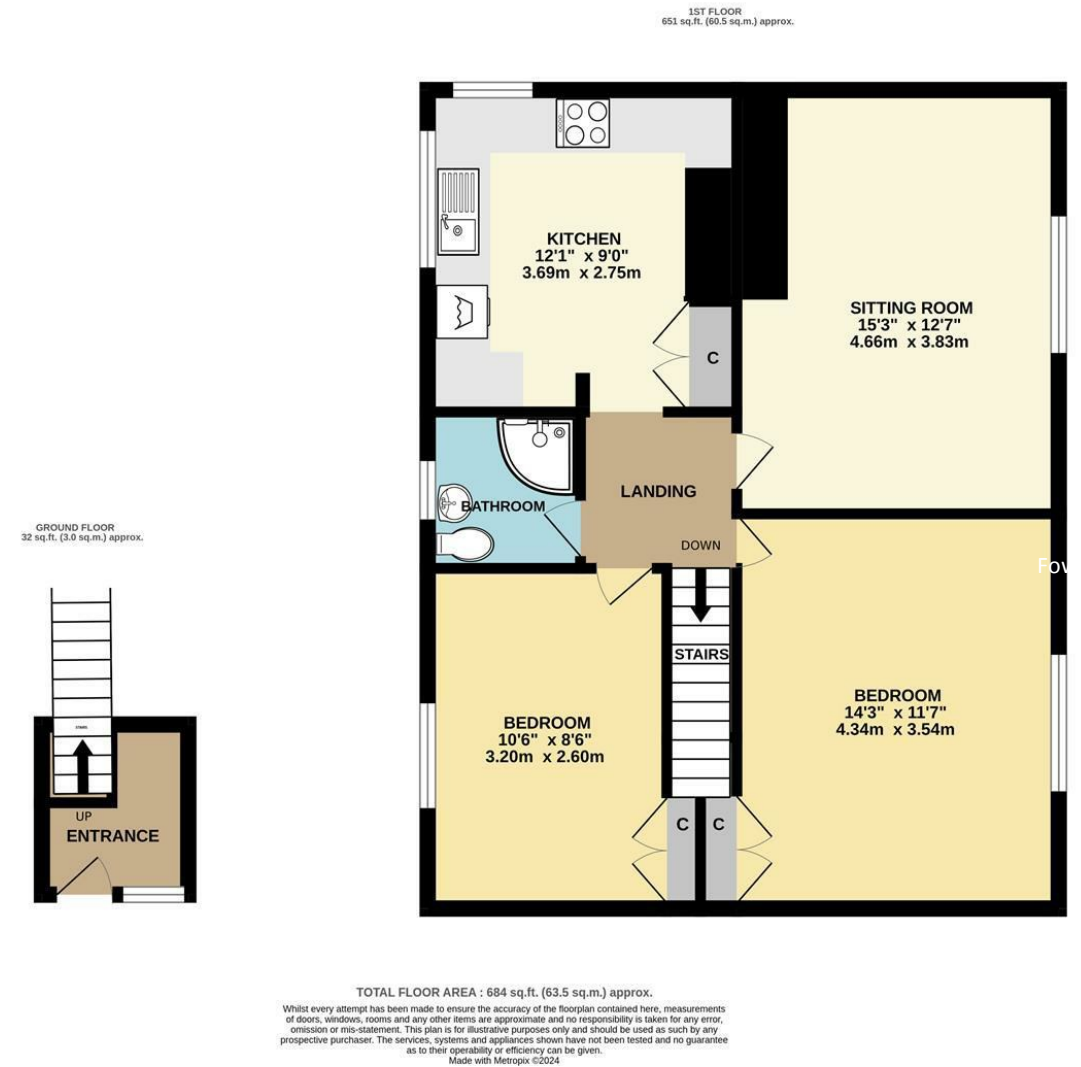 1ST FLOOR
651 sq.ft. (60.5 sq.m.) approx.
KITCHEN
12'1" x 9'0"
3.69m x 2.75m
SITTING ROOM
15'3" x 12'7"
4.66m x 3.83m
C
LANDING
BATHROOM
DOWN
GROUND FLOOR
32 sq.ft. (3.0 sq.m.) approx.
Fov
STAIRS
BEDROOM
14'3" x 11'7"
4.34m x 3.54m
BEDROOM
10'6" x 8'6"
3.20m x 2.60m
STAIRS
UP
ENTRANCE
C
C
TOTAL FLOOR AREA : 684 sq.ft. (63.5 sq.m.) approx.
Whilst every attempt has been made to ensure the accuracy of the floorplan contained here, measurements
of doors, windows, rooms and any other items are approximate and no responsibility is taken for any error,
omission or mis-statement. This plan is for illustrative purposes only and should be used as such by any
prospective purchaser. The services, systems and appliances shown have not been tested and no guarantee
as to their operability or efficiency can be given.
Made with Metropix ©2024